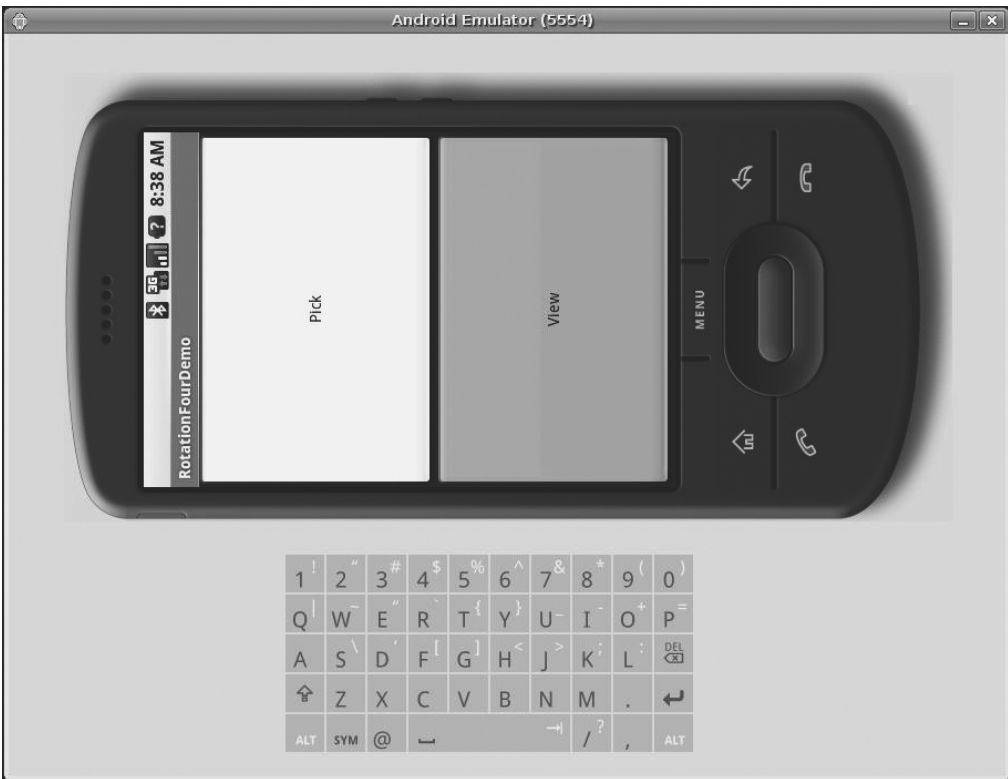 Android Emulator (5554)
3G ? 8:38 AM
RotationFourDemo
Pick
View
MENU
1 ! 2 " 3 # 4 $ 5 % 6 ^ 7 & 8 * 9 ( 0 )
Q | W ~ E " R ` T { Y } U _ I - O + P =
A S \ D ' F [ G ] H < J > K ; L : DEL
Z X C V B N M .
ALT SYM @ / ? , ALT